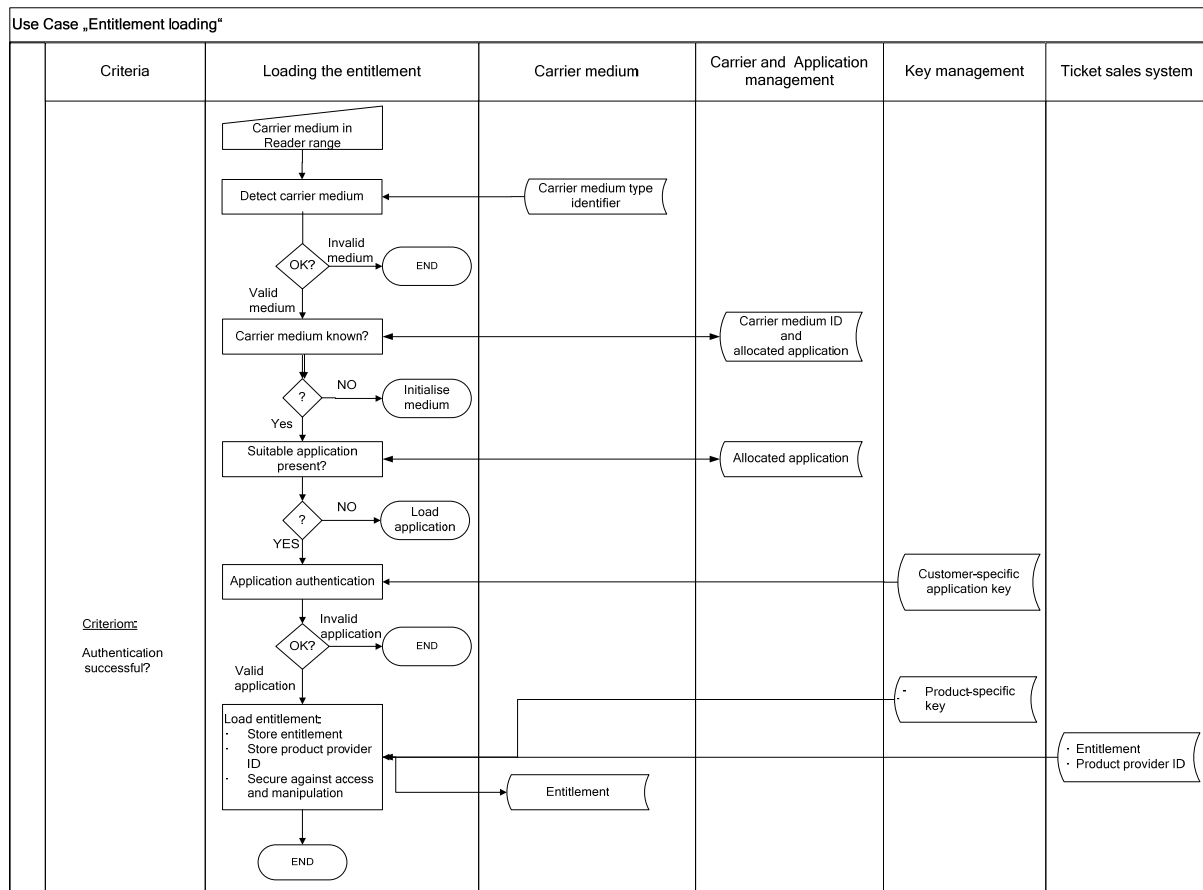 Use Case „Entitlement loading“
Criteria
Loading the entitlement
Carrier medium
Carrier and Application
management
Key management
Ticket sales system
Carrier medium in
Reader range
Detect carrier medium
Carrier medium type
identifier
OK?
Invalid
medium
END
Valid
medium
Carrier medium known?
Carrier medium ID
and
allocated application
?
NO
Initialise
medium
Yes
Suitable application
present?
Allocated application
?
NO
Load
application
YES
Application authentication
Customer-specific
application key
Criteriom:
Authentication
successful?
OK?
Invalid
application
END
Valid
application
- Product-specific
key
Load entitlement:
· Store entitlement
· Store product provider
ID
· Secure against access
and manipulation
· Entitlement
· Product provider ID
Entitlement
END